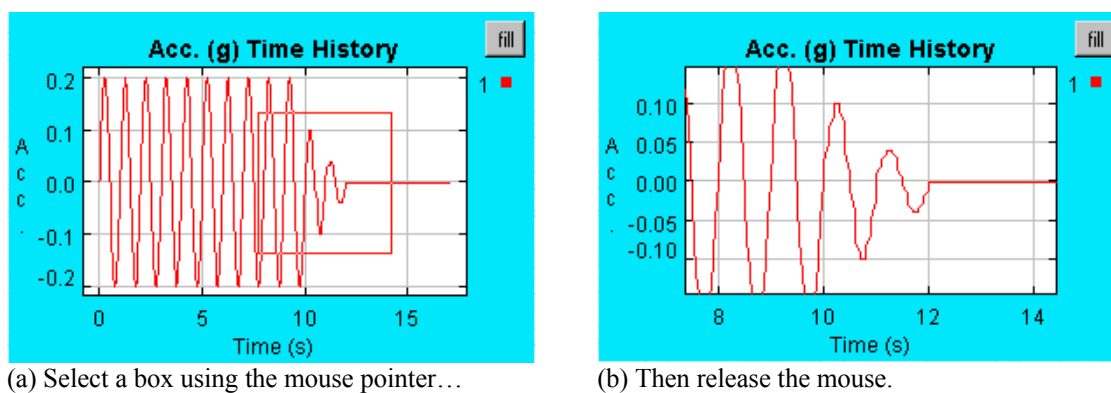 fill
Acc. (g) Time History
1
0.2
0.1
0.0
-0.1
-0.2
Acc.
0
5
10
15
Time (s)
(a) Select a box using the mouse pointer…
fill
Acc. (g) Time History
1
0.10
0.05
0.00
-0.05
-0.10
Acc.
8
10
12
14
Time (s)
(b) Then release the mouse.